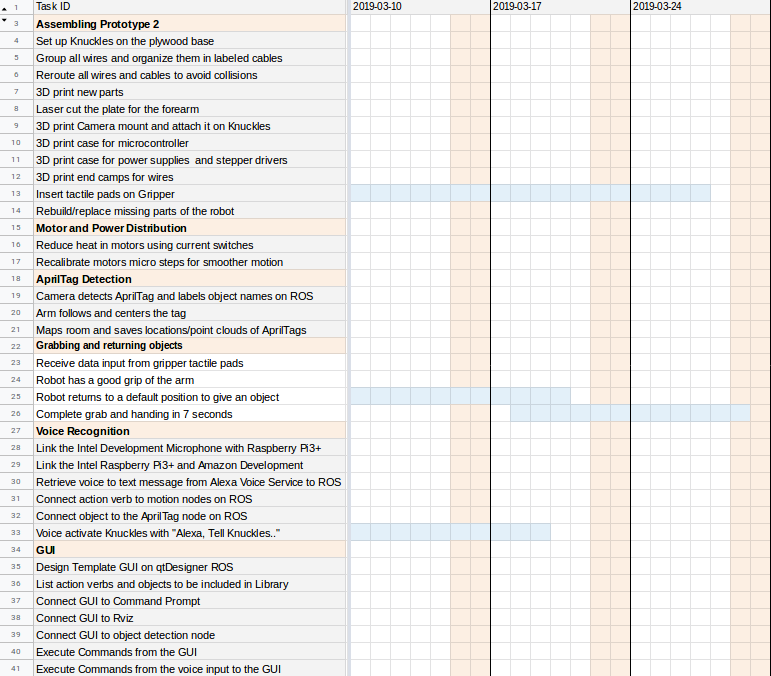 1 Task ID 2019-03-10 2019-03-17 2019-03-24
3 Assembling Prototype 2
4 Set up Knuckles on the plywood base
5 Group all wires and organize them in labeled cables
6 Reroute all wires and cables to avoid collisions
7 3D print new parts
8 Laser cut the plate for the forearm
9 3D print Camera mount and attach it on Knuckles
10 3D print case for microcontroller
11 3D print case for power supplies and stepper drivers
12 3D print end camps for wires
13 Insert tactile pads on Gripper
14 Rebuild/replace missing parts of the robot
15 Motor and Power Distribution
16 Reduce heat in motors using current switches
17 Recalibrate motors micro steps for smoother motion
18 AprilTag Detection
19 Camera detects AprilTag and labels object names on ROS
20 Arm follows and centers the tag
21 Maps room and saves locations/point clouds of AprilTags
22 Grabbing and returning objects
23 Receive data input from gripper tactile pads
24 Robot has a good grip of the arm
25 Robot returns to a default position to give an object
26 Complete grab and handing in 7 seconds
27 Voice Recognition
28 Link the Intel Development Microphone with Raspberry Pi3+
29 Link the Intel Raspberry Pi3+ and Amazon Development
30 Retrieve voice to text message from Alexa Voice Service to ROS
31 Connect action verb to motion nodes on ROS
32 Connect object to the AprilTag node on ROS
33 Voice activate Knuckles with "Alexa, Tell Knuckles.."
34 GUI
35 Design Template GUI on qtDesigner ROS
36 List action verbs and objects to be included in Library
37 Connect GUI to Command Prompt
38 Connect GUI to Rviz
39 Connect GUI to object detection node
40 Execute Commands from the GUI
41 Execute Commands from the voice input to the GUI